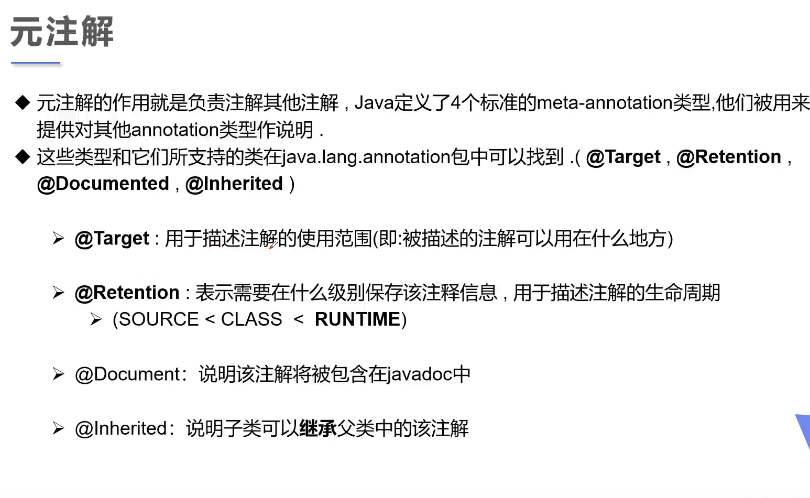 元注解
◆ 元注解的作用就是负责注解其他注解 , Java定义了4个标准的meta-annotation类型,他们被用来
提供对其他annotation类型作说明 .
◆ 这些类型和它们所支持的类在java.lang.annotation包中可以找到 .( @Target , @Retention ,
@Documented , @Inherited )
➢ @Target : 用于描述注解的使用范围(即:被描述的注解可以用在什么地方)
➢ @Retention : 表示需要在什么级别保存该注释信息 , 用于描述注解的生命周期
➢ (SOURCE < CLASS < RUNTIME)
➢ @Document：说明该注解将被包含在javadoc中
➢ @Inherited：说明子类可以继承父类中的该注解